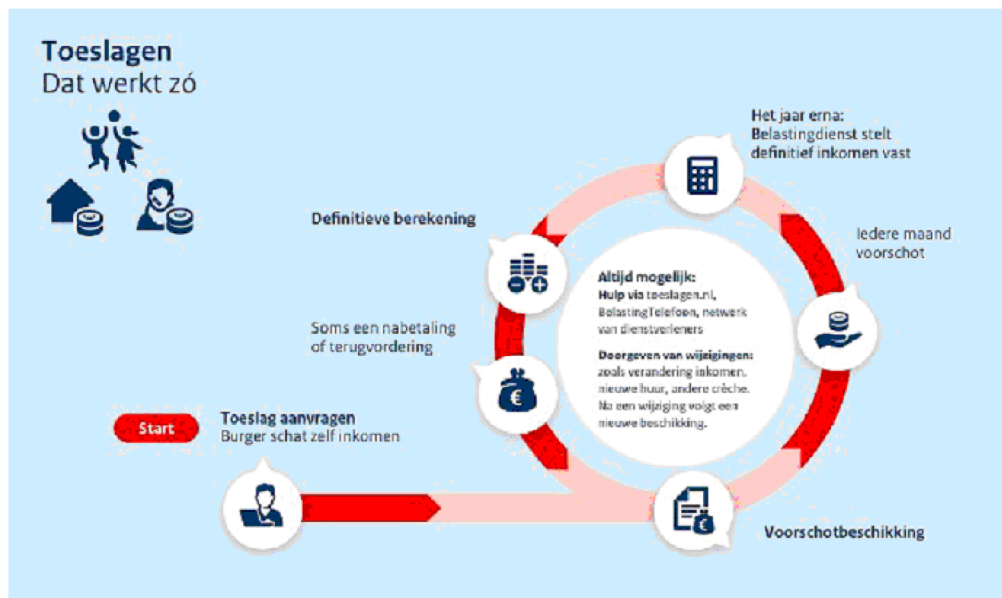 Toeslagen
Dat werkt zó
Het jaar erna:
Belastingdienst stelt
definitief inkomen vast
Definitieve berekening
Iedere maand
voorschot
Altijd mogelijk:
Hulp via toeslagen.nl,
BelastingTelefoon, netwerk
van dienstverleners
Soms een nabetaling
of terugvordering
Doorgeven van wijzigingen:
zoals verandering inkomen,
nieuwe huur, andere crèche.
Na een wijziging volgt een
nieuwe beschikking.
Start
Toeslag aanvragen
Burger schat zelf inkomen
€
€
Voorschotbeschikking